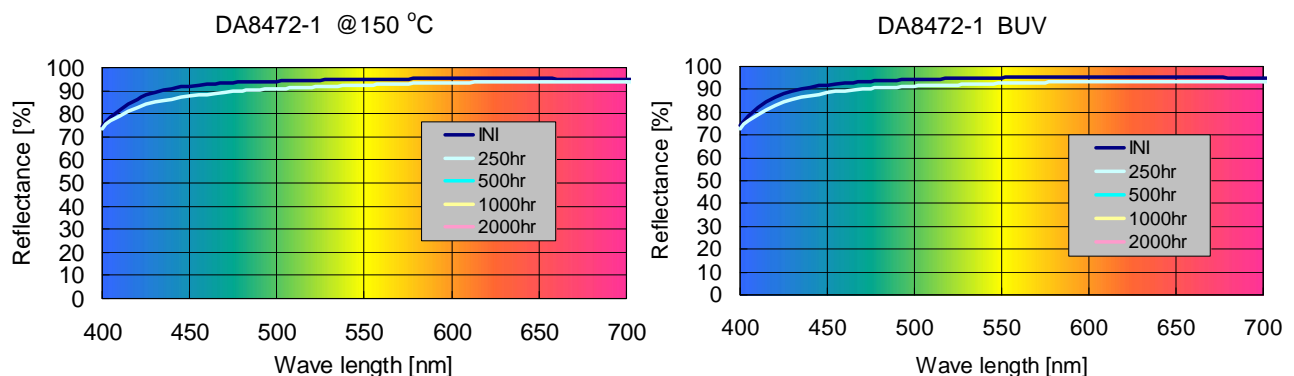 DA8472-1 @150 °C
Reflectance [%]
100
90
80
70
60
50
40
30
20
10
0
INI
250hr
500hr
1000hr
2000hr
400 450 500 550 600 650 700
Wave length [nm]
DA8472-1 BUV
Reflectance [%]
100
90
80
70
60
50
40
30
20
10
0
INI
250hr
500hr
1000hr
2000hr
400 450 500 550 600 650 700
Wave length [nm]